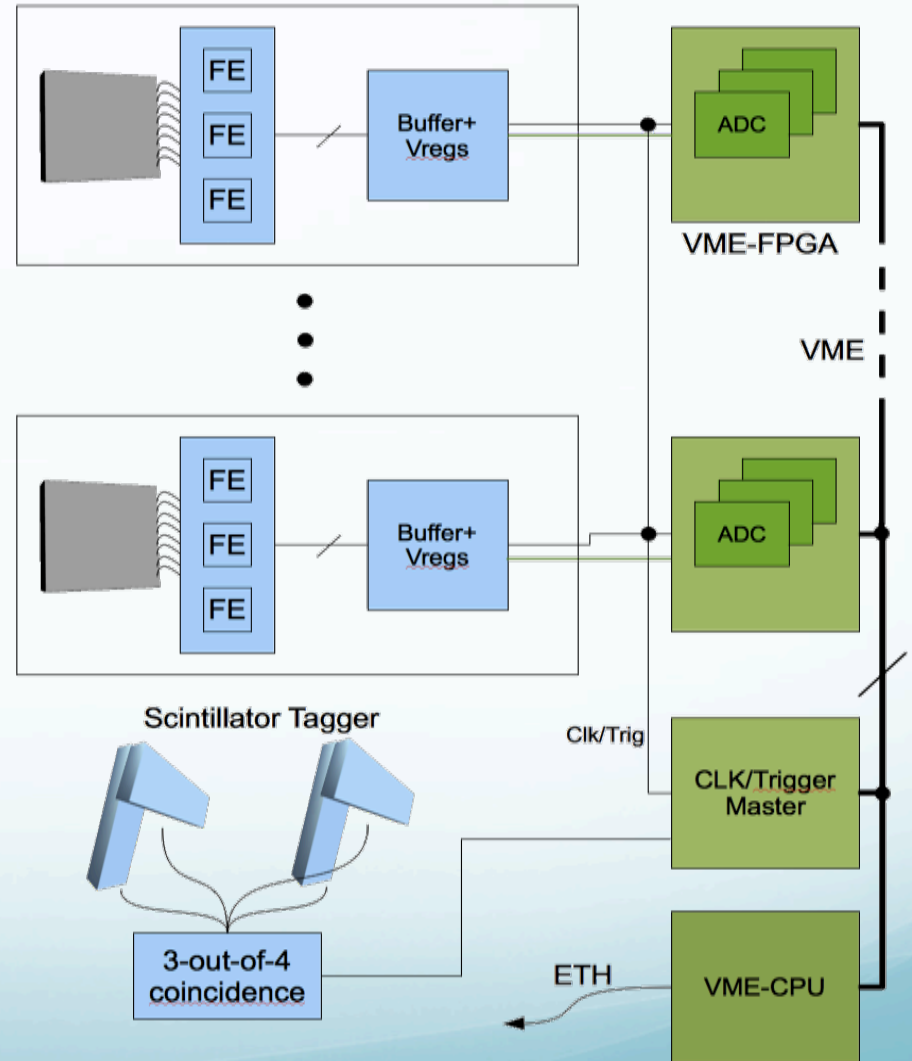 FE
FE
FE
Buffer+
Vregs
ADC
VME-FPGA
VME
FE
FE
FE
Buffer+
Vregs
ADC
Scintillator Tagger
Clk/Trig
CLK/Trigger
Master
3-out-of-4
coincidence
ETH
VME-CPU